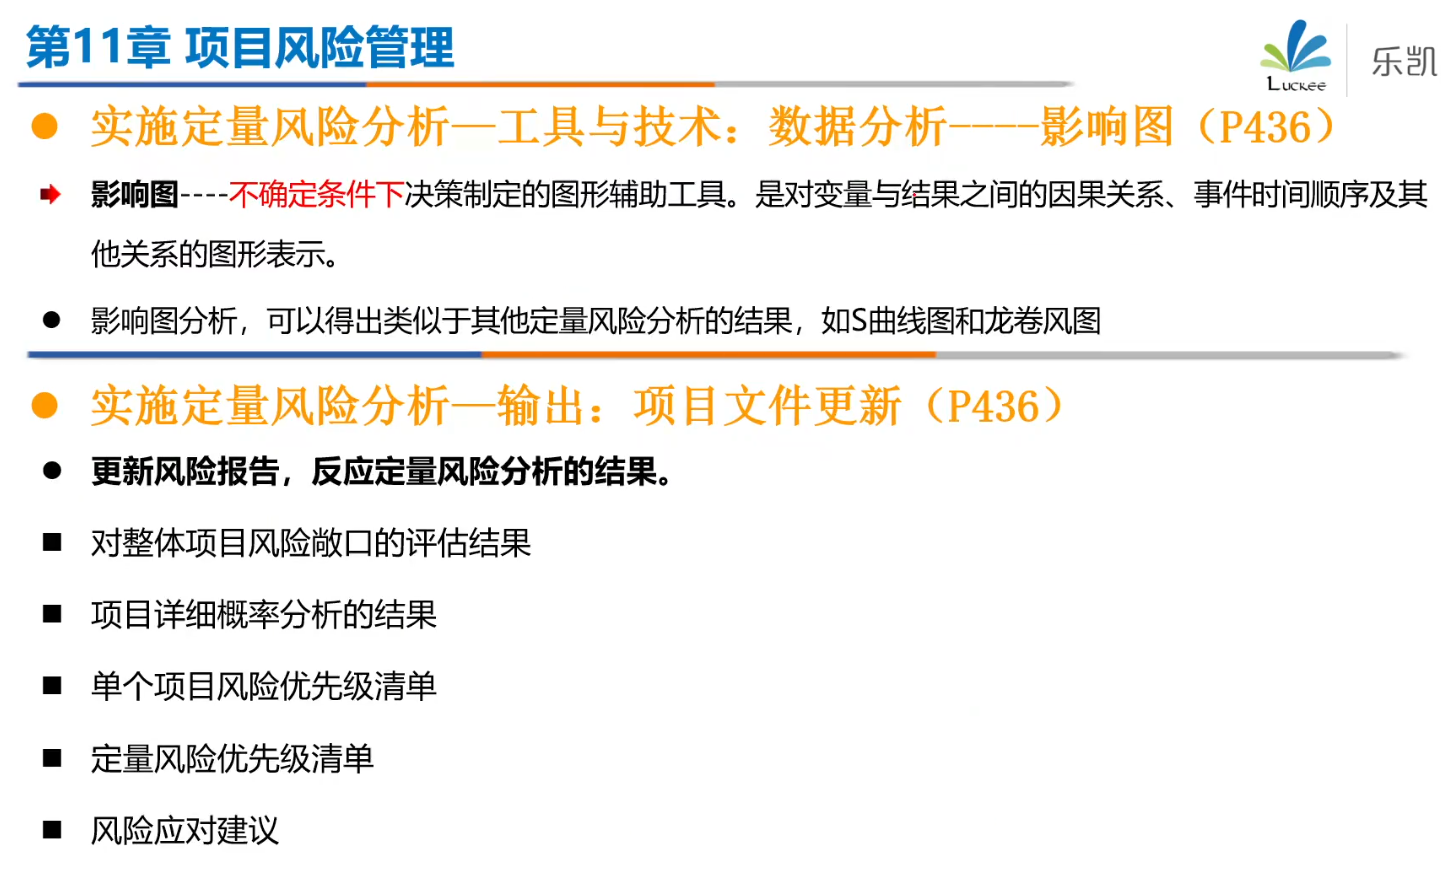 第11章 项目风险管理
LUCKEE
乐凯
实施定量风险分析—工具与技术：数据分析----影响图（P436）
影响图----不确定条件下决策制定的图形辅助工具。是对变量与结果之间的因果关系、事件时间顺序及其
他关系的图形表示。
影响图分析，可以得出类似于其他定量风险分析的结果，如S曲线图和龙卷风图
实施定量风险分析—输出：项目文件更新（P436）
更新风险报告，反应定量风险分析的结果。
对整体项目风险敞口的评估结果
项目详细概率分析的结果
单个项目风险优先级清单
定量风险优先级清单
风险应对建议